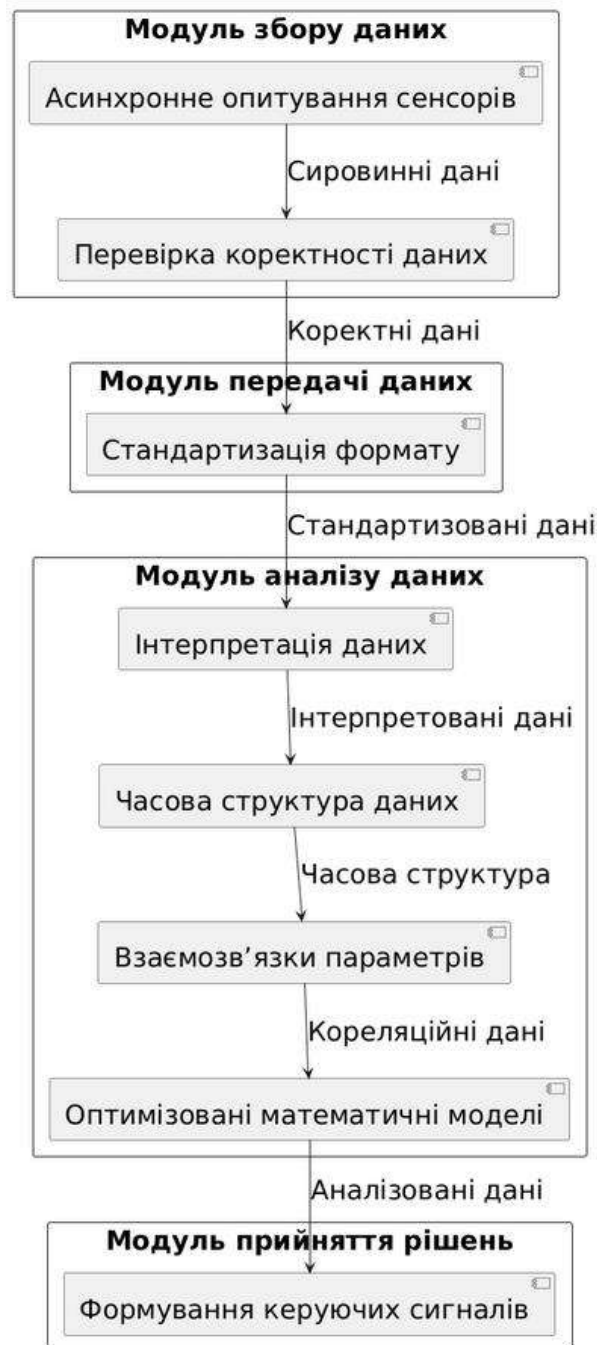 Модуль збору даних
Асинхронне опитування сенсорів
Сировинні дані
Перевірка коректності даних
Коректні дані
Модуль передачі даних
Стандартизація формату
Стандартизовані дані
Модуль аналізу даних
Інтерпретація даних
Інтерпретовані дані
Часова структура даних
Часова структура
Взаємозв’язки параметрів
Кореляційні дані
Оптимізовані математичні моделі
Аналізовані дані
Модуль прийняття рішень
Формування керуючих сигналів